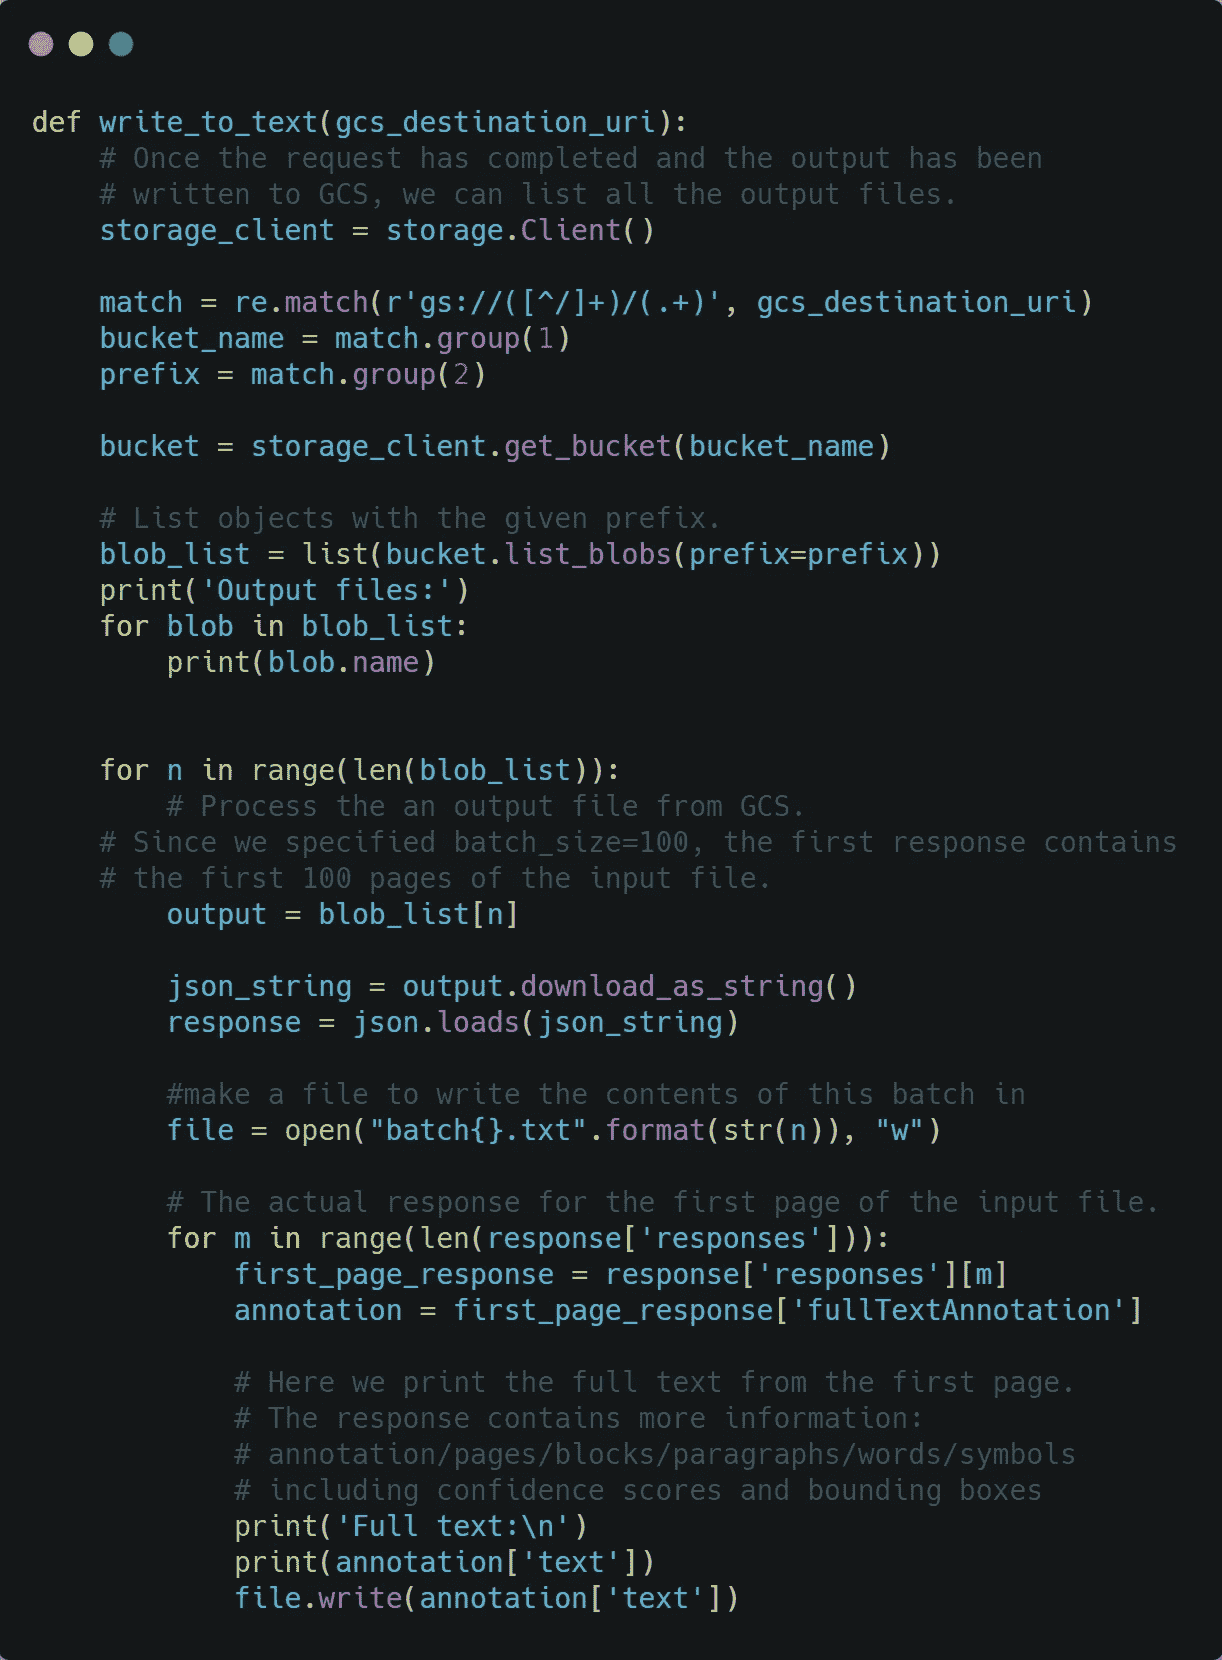 def write_to_text(gcs_destination_uri):
    # Once the request has completed and the output has been
    # written to GCS, we can list all the output files.
    storage_client = storage.Client()

    match = re.match(r'gs://([^/]+)/(.+)', gcs_destination_uri)
    bucket_name = match.group(1)
    prefix = match.group(2)

    bucket = storage_client.get_bucket(bucket_name)

    # List objects with the given prefix.
    blob_list = list(bucket.list_blobs(prefix=prefix))
    print('Output files:')
    for blob in blob_list:
        print(blob.name)


    for n in range(len(blob_list)):
        # Process the an output file from GCS.
    # Since we specified batch_size=100, the first response contains
    # the first 100 pages of the input file.
        output = blob_list[n]

        json_string = output.download_as_string()
        response = json.loads(json_string)

        #make a file to write the contents of this batch in
        file = open("batch{}.txt".format(str(n)), "w")

        # The actual response for the first page of the input file.
        for m in range(len(response['responses'])):
            first_page_response = response['responses'][m]
            annotation = first_page_response['fullTextAnnotation']

            # Here we print the full text from the first page.
            # The response contains more information:
            # annotation/pages/blocks/paragraphs/words/symbols
            # including confidence scores and bounding boxes
            print('Full text:\n')
            print(annotation['text'])
            file.write(annotation['text'])